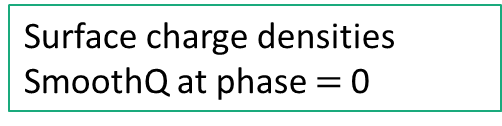 Surface charge densities
SmoothQ at phase = 0